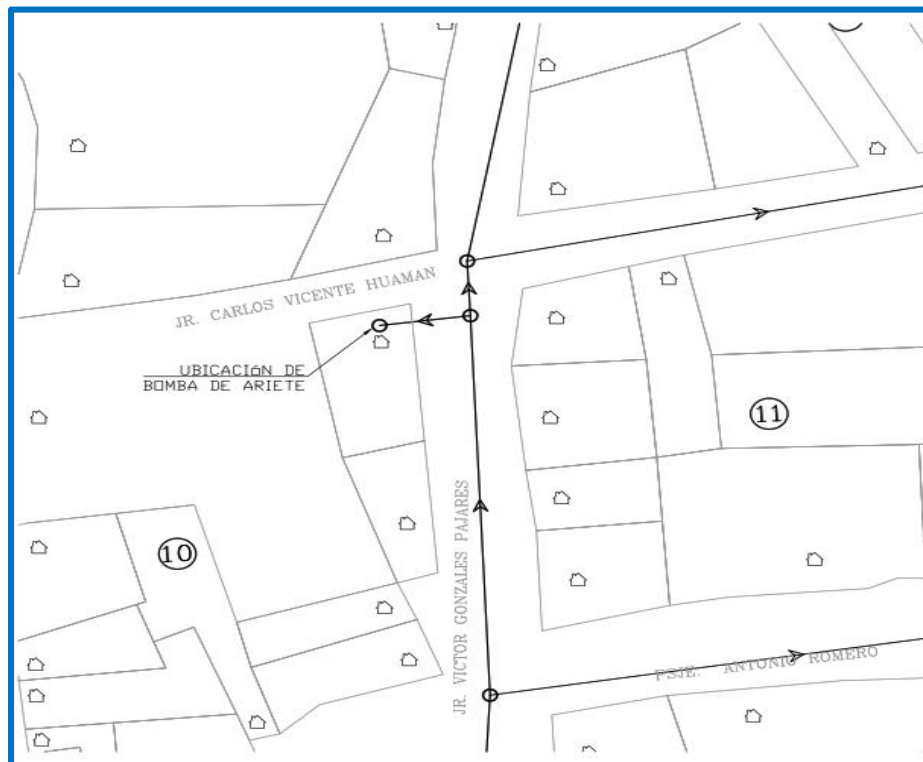 JR. CARLOS VICENTE HUAMAN
UBICACIóN DE
BOMBA DE ARIETE
11
10
JR. VICTOR GONZALES PAJARES
PSJE. ANTONIO ROMERO